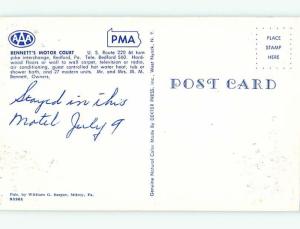 AAA
PMA
BENNETT'S MOTOR COURT U. S. Route 220 at turn
pike interchange, Bedford, Pa. Tele. Bedford 560. Hard-
wood floors or wall to wall carpet, television or radio,
air conditioning, guest controlled hot water heat, tub or
shower bath, and 27 modern units. Mr. and Mrs. M. M.
Bennett, Owners.
Stayed in this
Motel July 9
Pub. by William G. Harper, Milroy, Pa.
Genuine Natural Color Made By DEXTER PRESS, INC. West Nyack, N. Y.
PLACE
STAMP
HERE
POST CARD